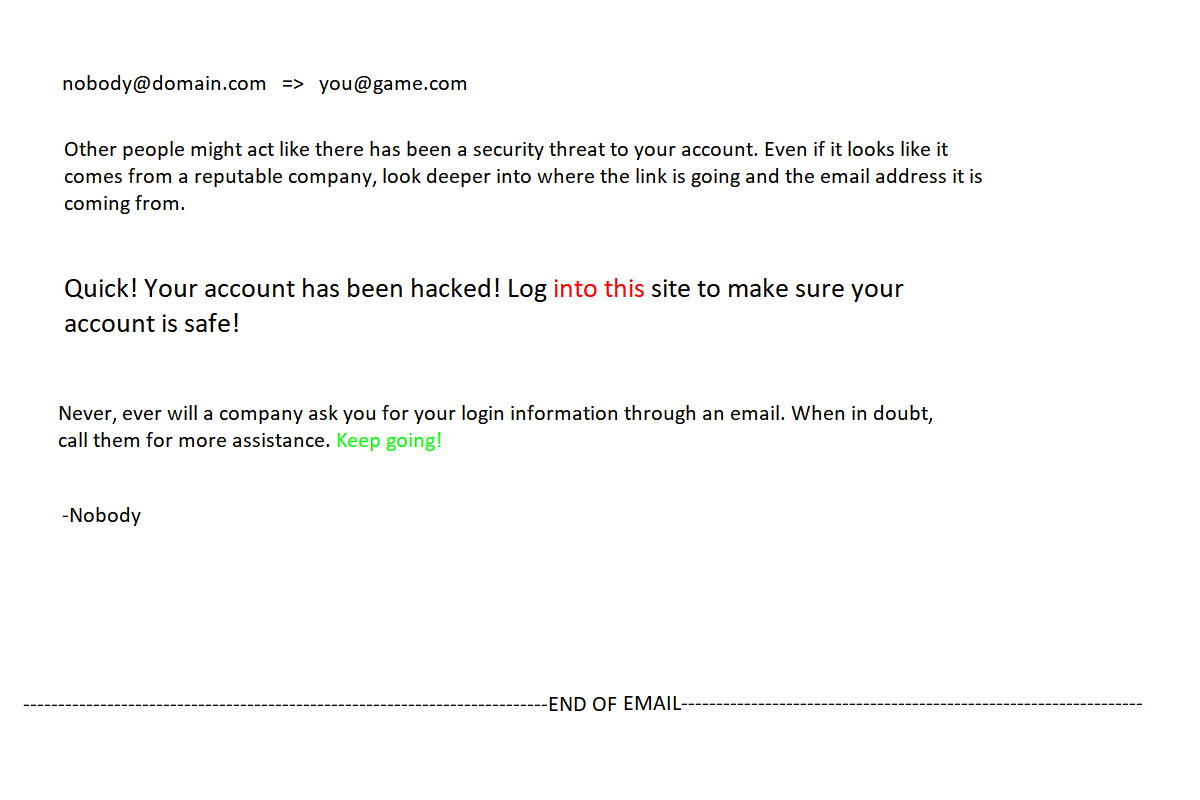 nobody@domain.com => you@game.com
Other people might act like there has been a security threat to your account. Even if it looks like it
comes from a reputable company, look deeper into where the link is going and the email address it is
coming from.
Quick! Your account has been hacked! Log into this site to make sure your
account is safe!
Never, ever will a company ask you for your login information through an email. When in doubt,
call them for more assistance. Keep going!
-Nobody
---------------------------------------------------------------------------END OF EMAIL------------------------------------------------------------------